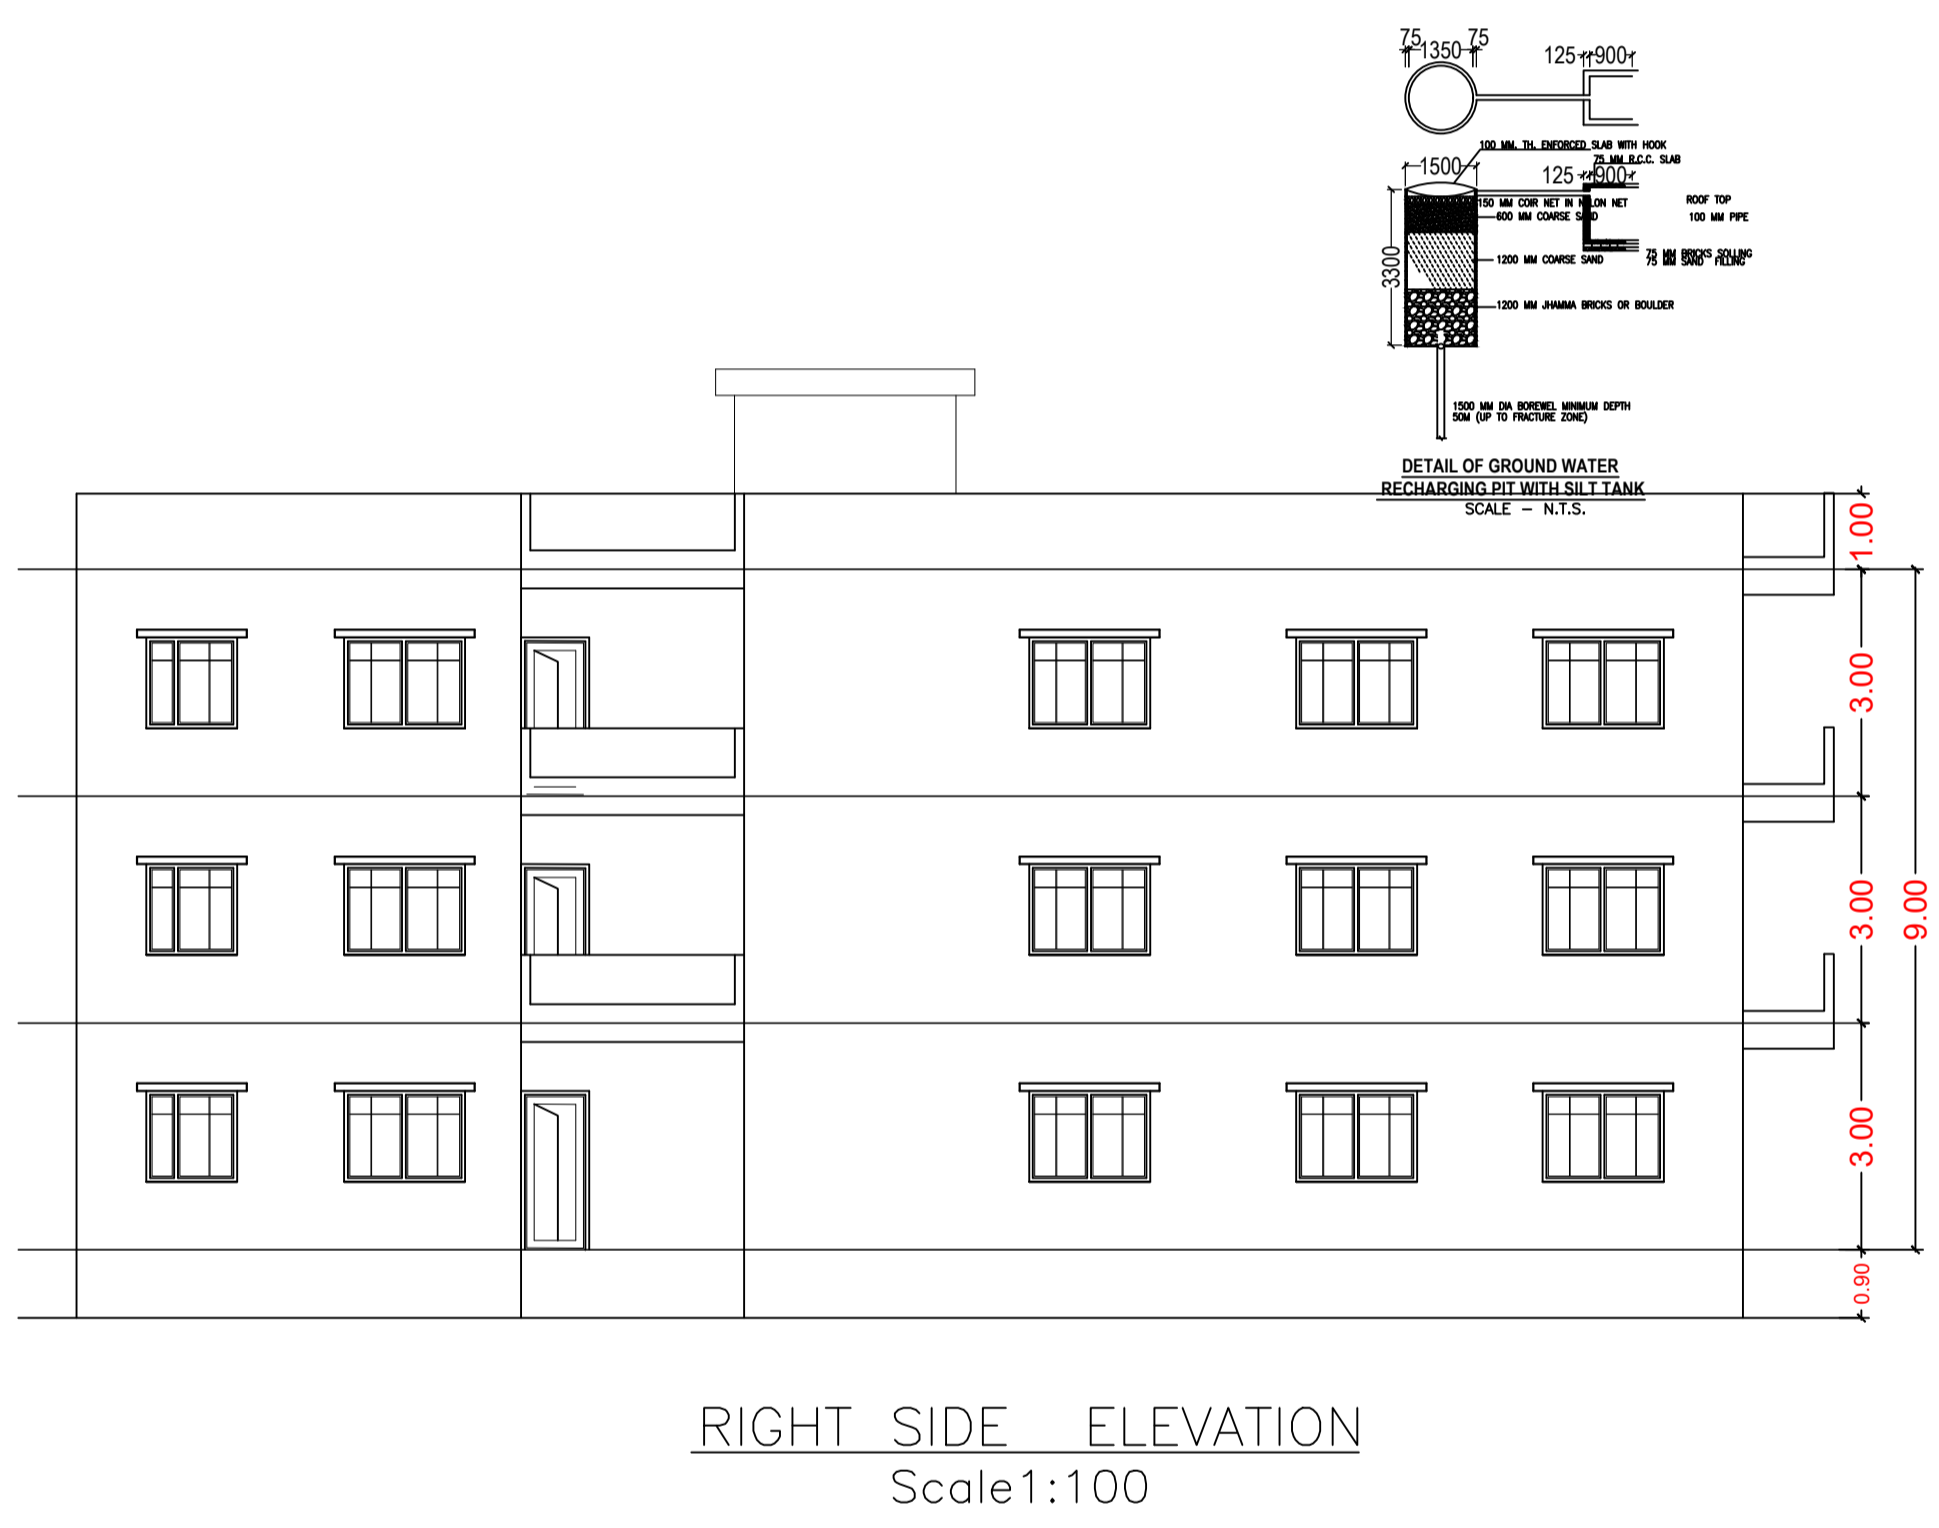 75 1350 75
125 900
100 MM. TH. ENFORCED SLAB WITH HOOK
75 MM R.C.C. SLAB
1500
125 900
150 MM COIR NET IN NYLON NET
600 MM COARSE SAND
ROOF TOP
100 MM PIPE
3300
75 MM BRICKS SOLLING
75 MM SAND FILLING
1200 MM COARSE SAND
1200 MM JHAMMA BRICKS OR BOULDER
1500 MM DIA BOREWEL MINIMUM DEPTH
50M (UP TO FRACTURE ZONE)
DETAIL OF GROUND WATER
RECHARGING PIT WITH SILT TANK
SCALE - N.T.S.
1.00
3.00
3.00
9.00
3.00
0.90
RIGHT SIDE ELEVATION
Scale1:100